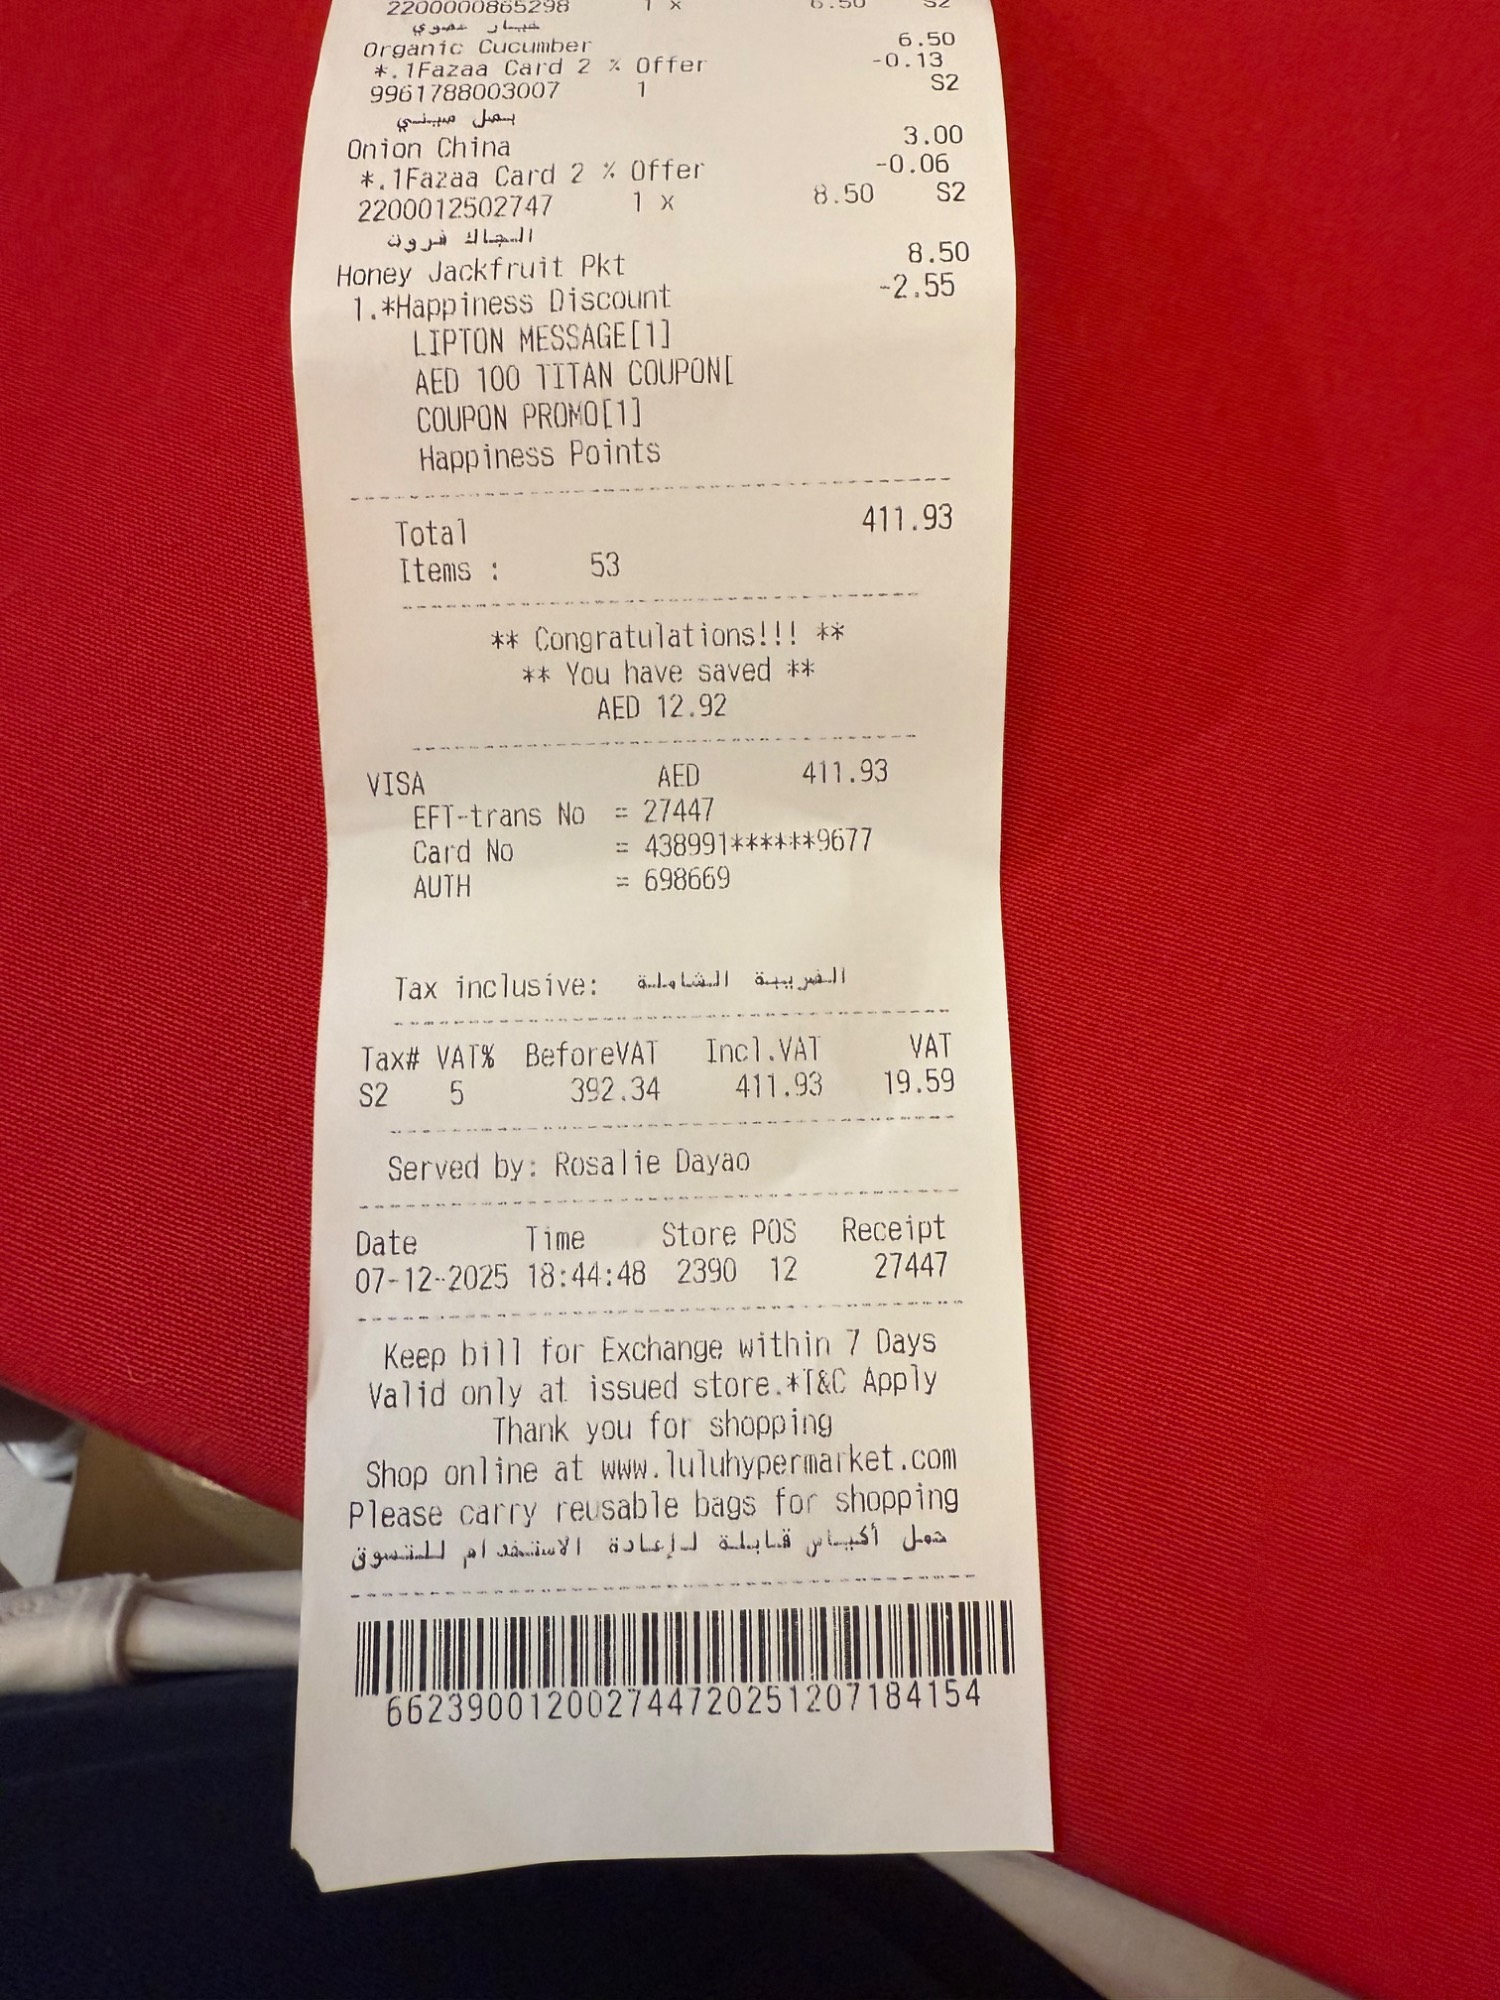 2200000865298 1 x 6.50 S2
خيار عضوي
Organic Cucumber 6.50
*.1Fazaa Card 2 % Offer -0.13
9961788003007 1 S2
بصل صيني
Onion China 3.00
*.1Fazaa Card 2 % Offer -0.06
2200012502747 1 x 8.50 S2
الجاك فروت
Honey Jackfruit Pkt 8.50
1.*Happiness Discount -2.55
LIPTON MESSAGE[1]
AED 100 TITAN COUPON[
COUPON PROMO[1]
Happiness Points
Total 411.93
Items : 53
** Congratulations!!! **
** You have saved **
AED 12.92
VISA AED 411.93
EFT-trans No = 27447
Card No = 438991******9677
AUTH = 698669
Tax inclusive: الضريبة الشاملة
Tax# VAT% BeforeVAT Incl.VAT VAT
S2 5 392.34 411.93 19.59
Served by: Rosalie Dayao
Date Time Store POS Receipt
07-12-2025 18:44:48 2390 12 27447
Keep bill for Exchange within 7 Days
Valid only at issued store.*T&C Apply
Thank you for shopping
Shop online at www.luluhypermarket.com
Please carry reusable bags for shopping
حمل أكياس قابلة لإعادة الاستخدام للتسوق
662390012002744720251207184154